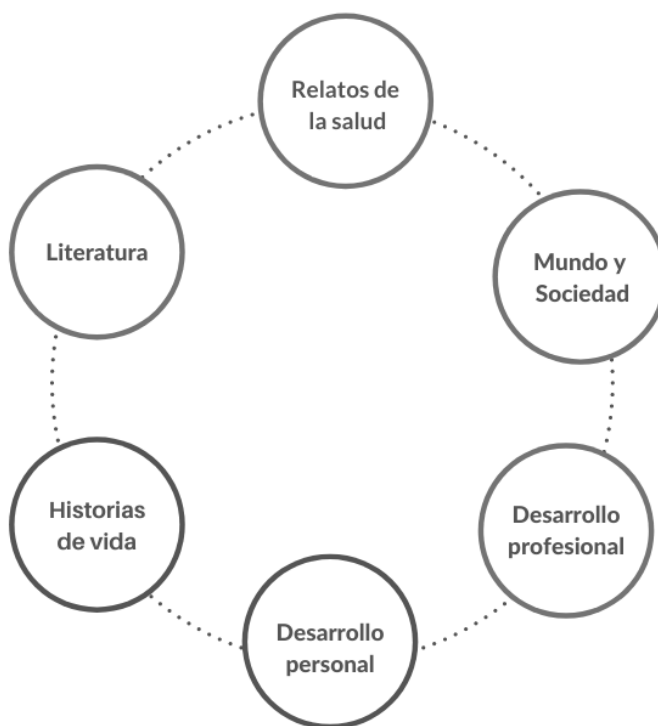 Relatos de
la salud
Literatura
Mundo y
Sociedad
Historias
de vida
Desarrollo
profesional
Desarrollo
personal